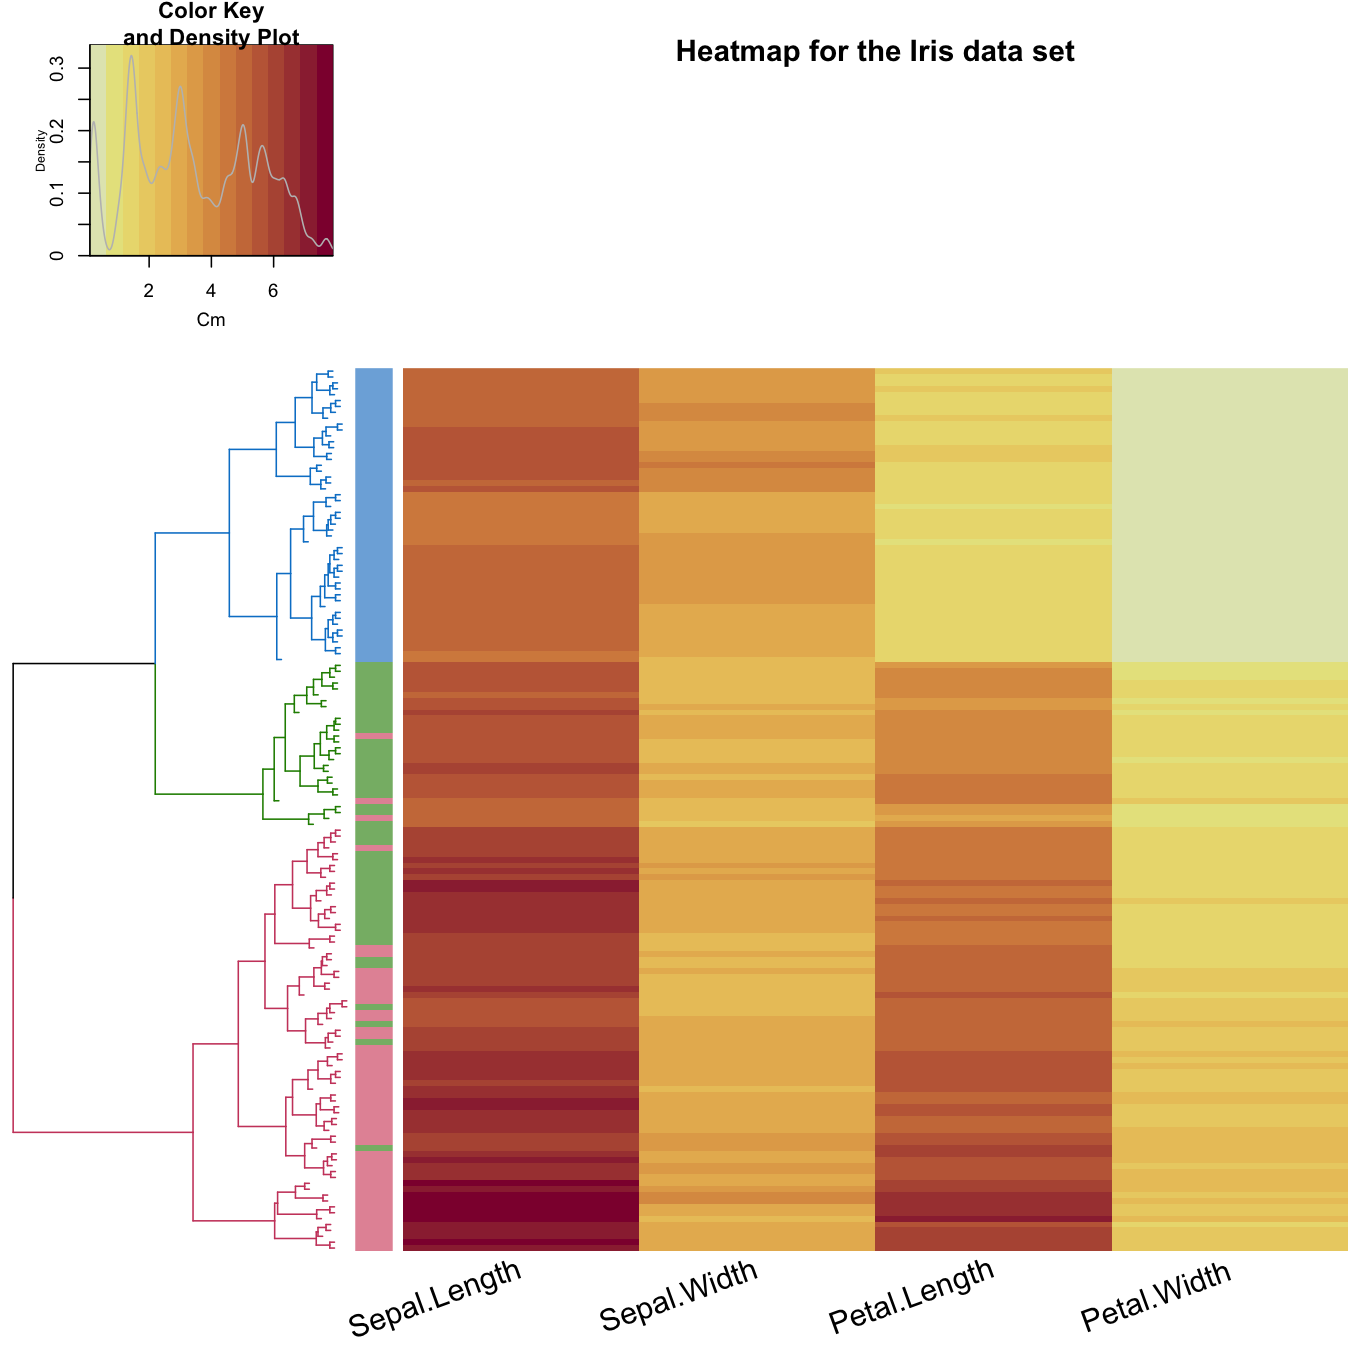 Color Key
and Density Plot
Heatmap for the Iris data set
0.3
0.2
0.1
0
Density
2 4 6
Cm
Sepal.Length
Sepal.Width
Petal.Length
Petal.Width